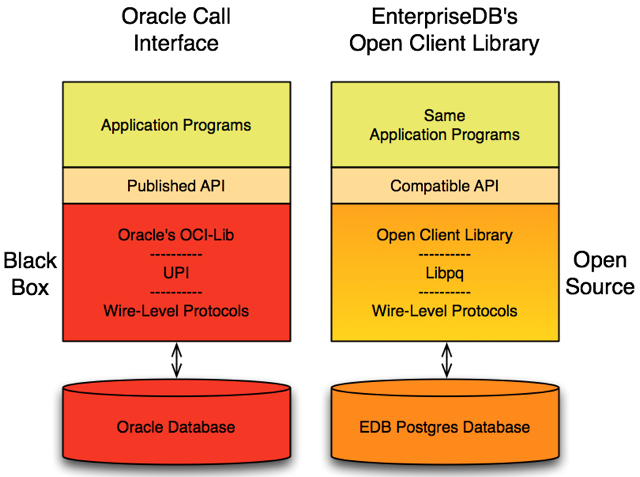 Oracle Call
Interface
Application Programs
Published API
Oracle's OCI-Lib
----------
UPI
----------
Wire-Level Protocols
Black
Box
Oracle Database
EnterpriseDB's
Open Client Library
Same
Application Programs
Compatible API
Open Client Library
----------
Libpq
----------
Wire-Level Protocols
Open
Source
EDB Postgres Database